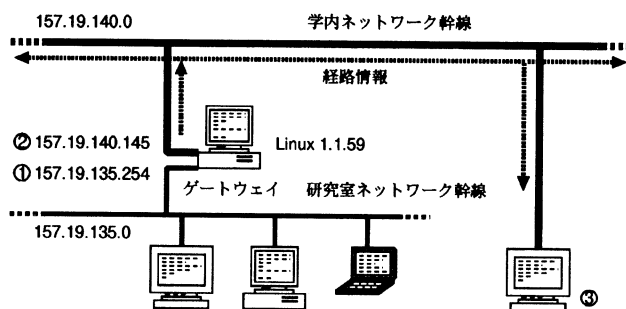 157.19.140.0
学内ネットワーク幹線
経路情報
② 157.19.140.145
Linux 1.1.59
① 157.19.135.254
ゲートウェイ
研究室ネットワーク幹線
157.19.135.0
③